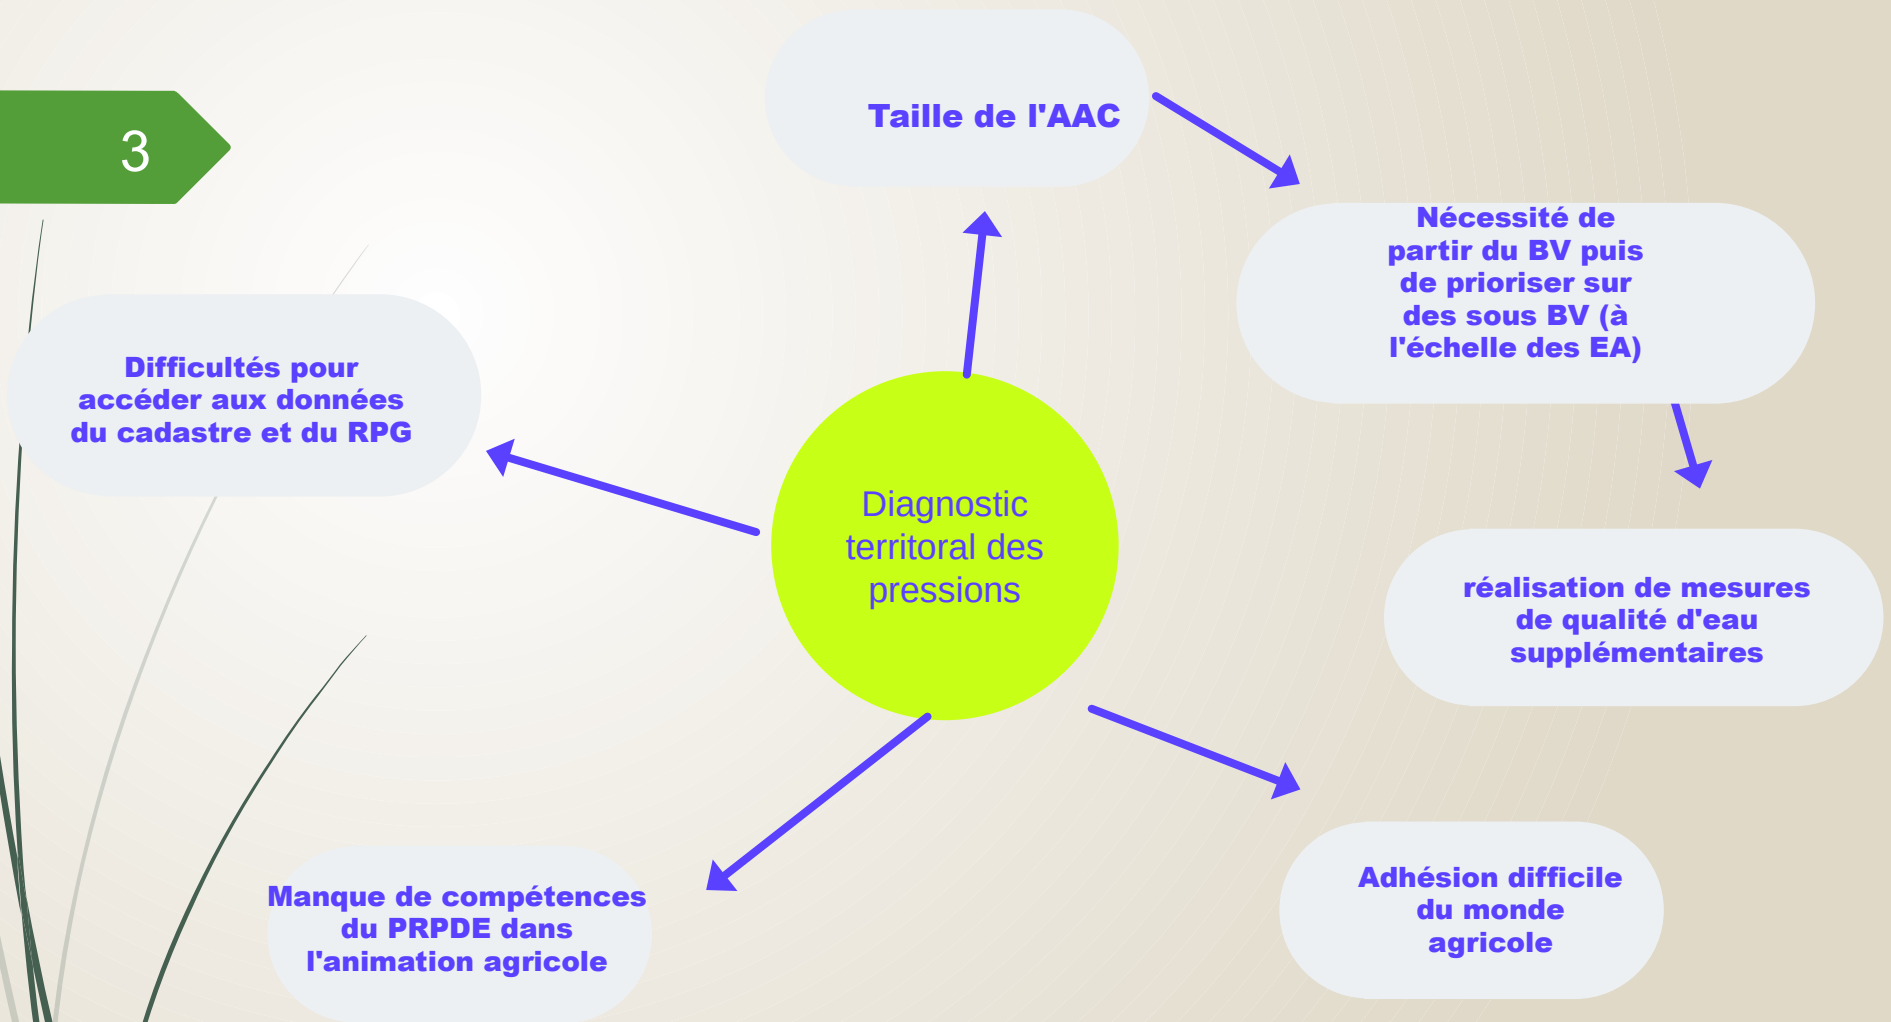 3
Taille de l'AAC
Nécessité de
partir du BV puis
de prioriser sur
des sous BV (à
l'échelle des EA)
Difficultés pour
accéder aux données
du cadastre et du RPG
Diagnostic
territoral des
pressions
réalisation de mesures
de qualité d'eau
supplémentaires
Manque de compétences
du PRPDE dans
l'animation agricole
Adhésion difficile
du monde
agricole